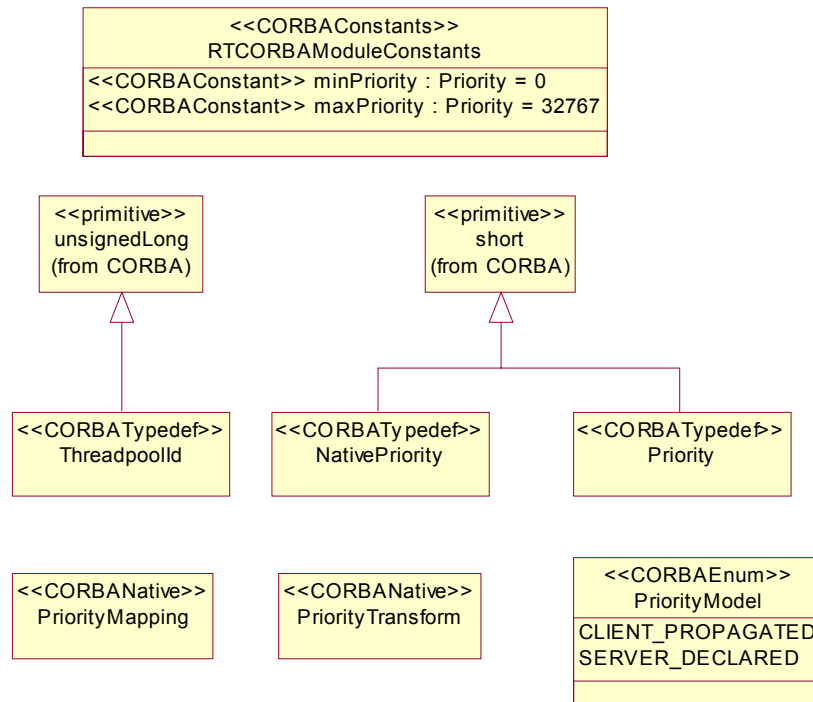 <<CORBAConstants>>
RTCORBAModuleConstants
<<CORBAConstant>> minPriority : Priority = 0
<<CORBAConstant>> maxPriority : Priority = 32767
<<primitive>>
unsignedLong
(from CORBA)
<<primitive>>
short
(from CORBA)
<<CORBATypedef>>
ThreadpoolId
<<CORBATypedef>>
NativePriority
<<CORBATypedef>>
Priority
<<CORBANative>>
PriorityMapping
<<CORBANative>>
PriorityTransform
<<CORBAEnum>>
PriorityModel
CLIENT_PROPAGATED
SERVER_DECLARED